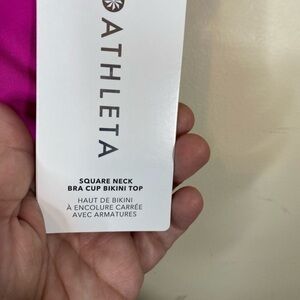 ATHLETA
SQUARE NECK
BRA CUP BIKINI TOP
HAUT DE BIKINI
À ENCOLURE CARRÉE
AVEC ARMATURES